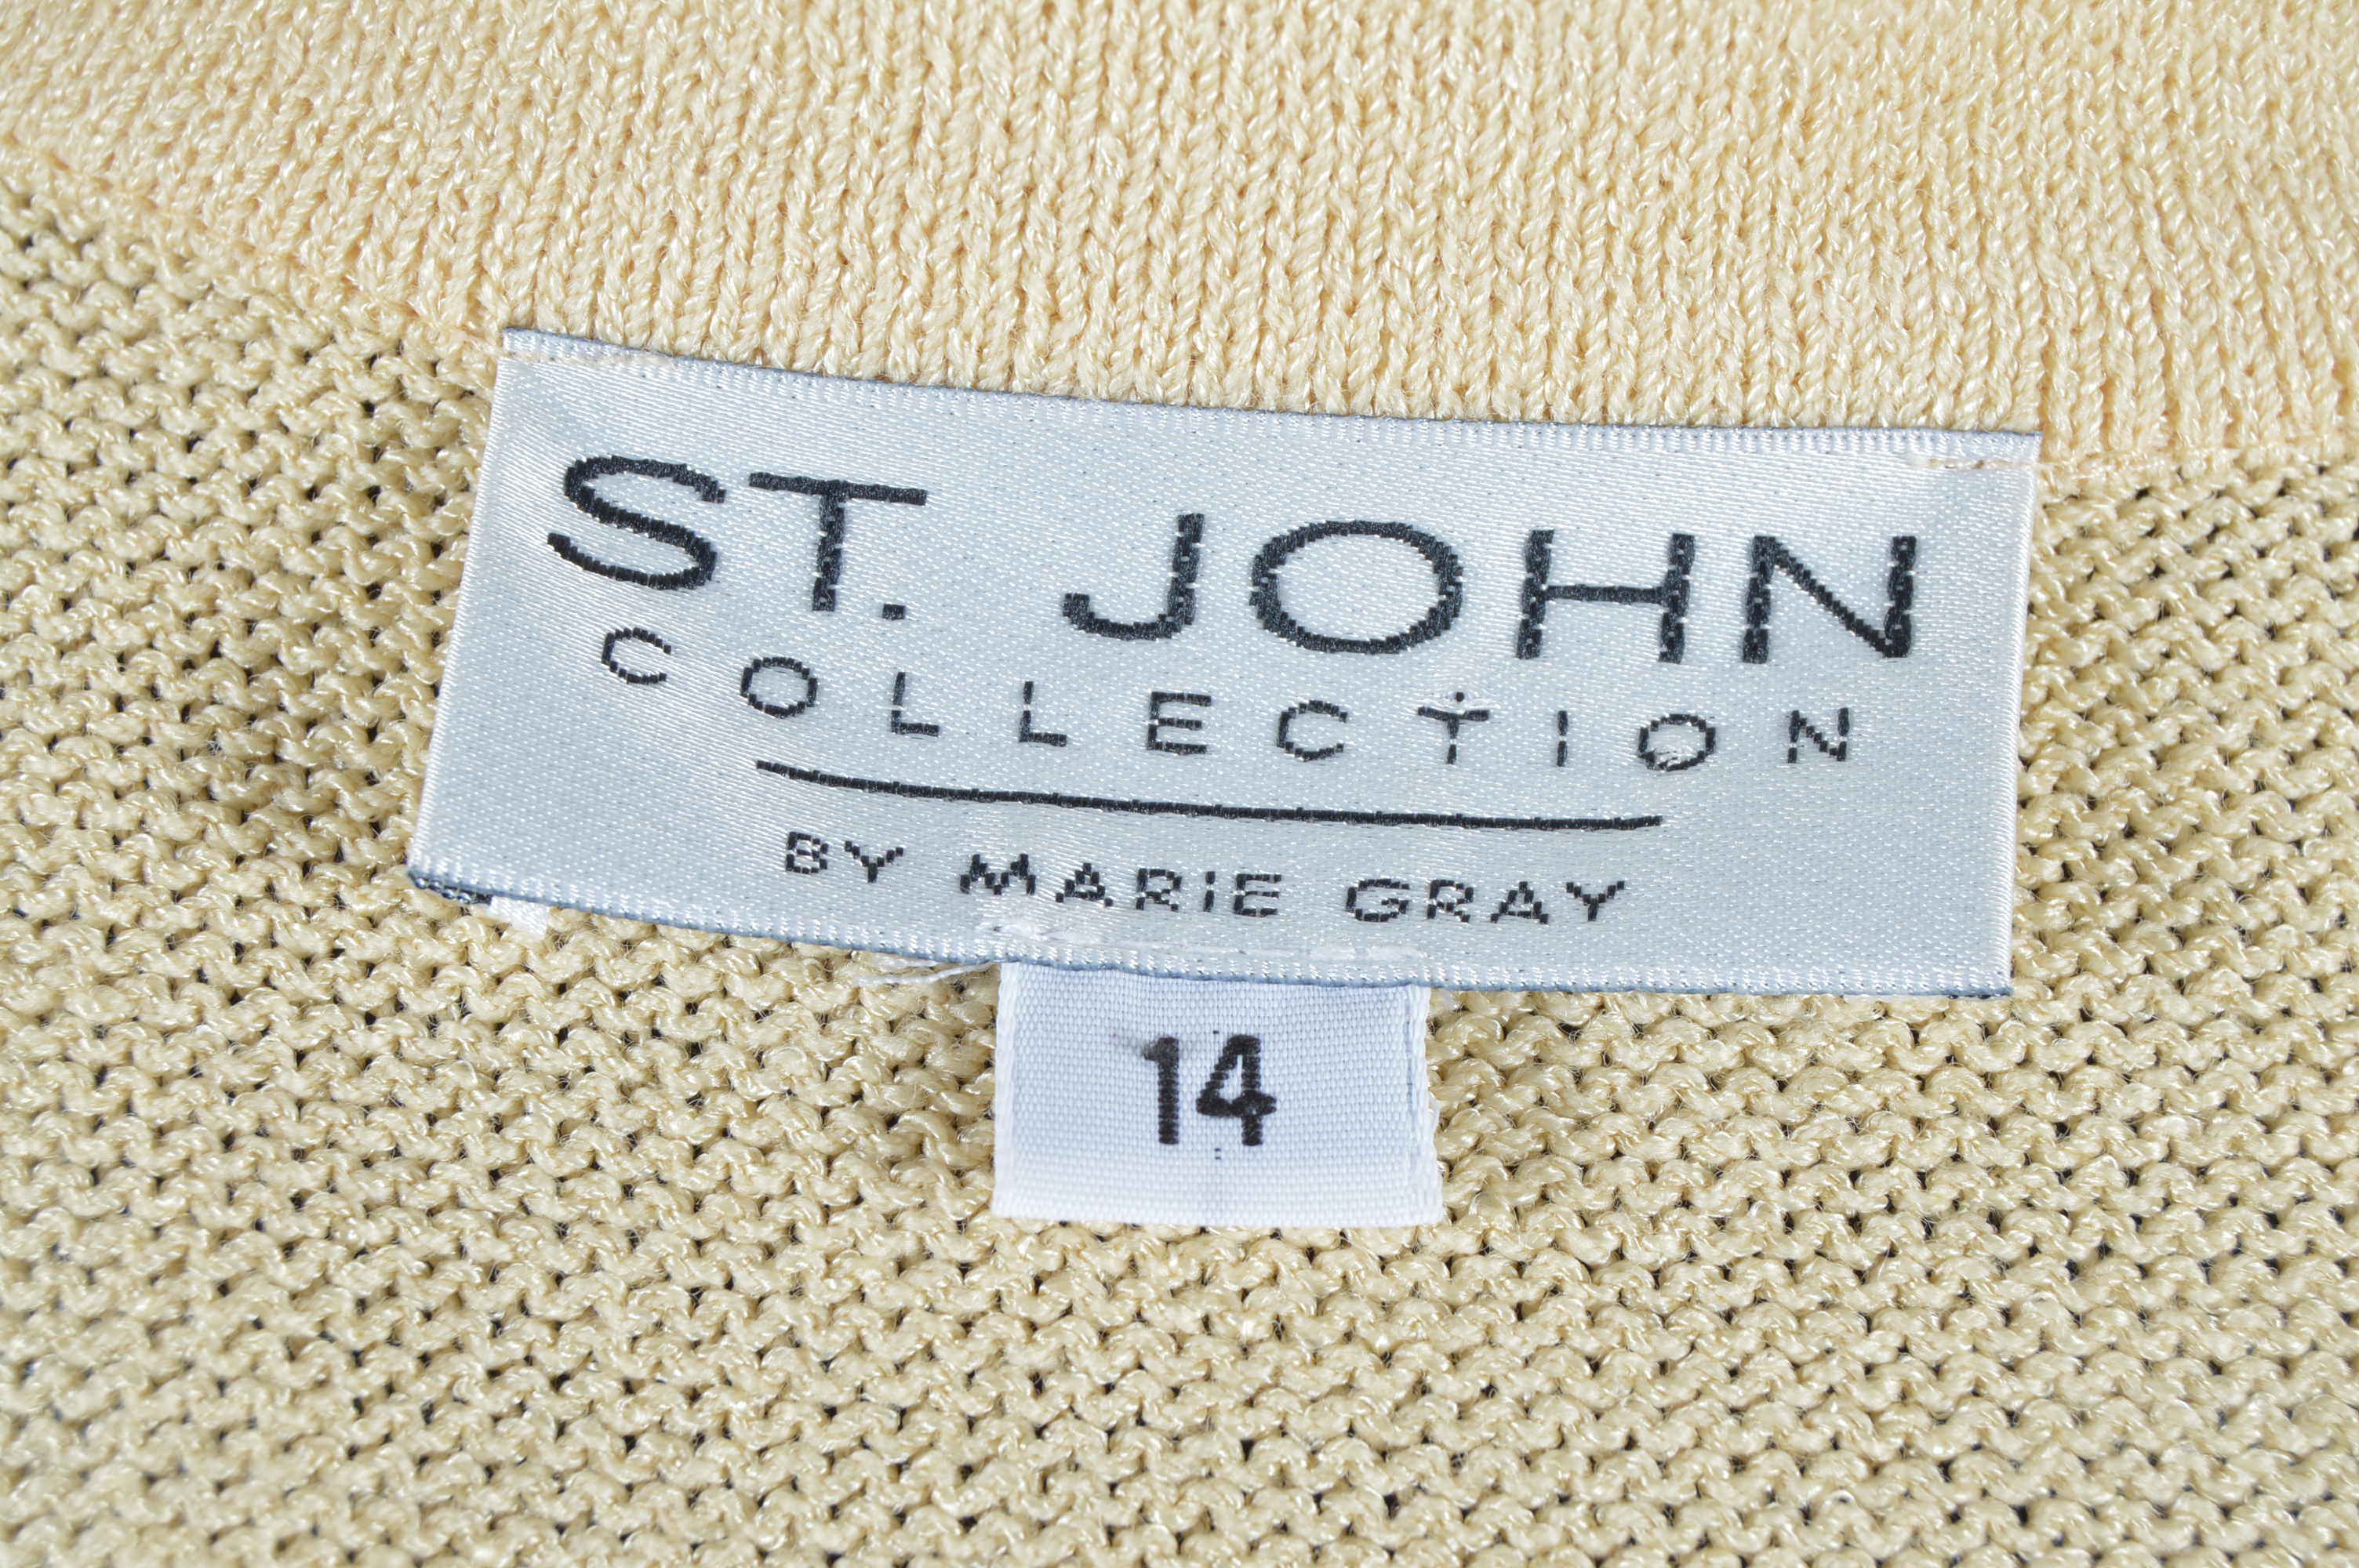 ST. JOHN
COLLECTION
BY MARIE GRAY
14